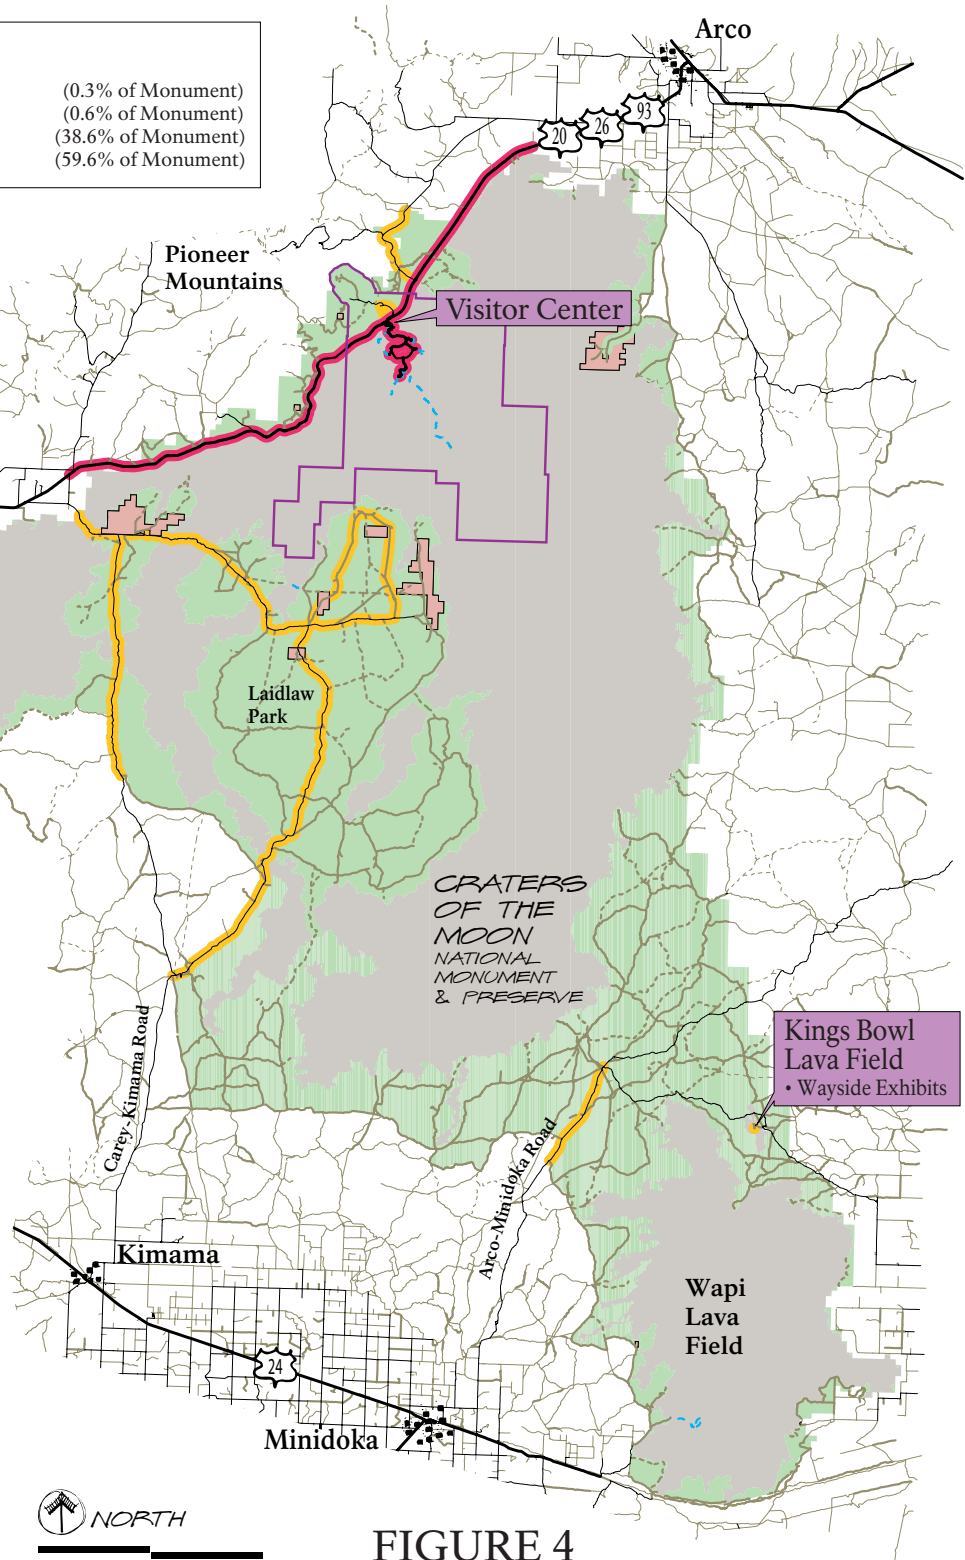 Arco
(0.3% of Monument)
(0.6% of Monument)
(38.6% of Monument)
(59.6% of Monument)
93
26
20
Pioneer
Mountains
Visitor Center
Laidlaw
Park
CRATERS
OF THE
MOON
NATIONAL
MONUMENT
& PRESERVE
Kings Bowl
Lava Field
• Wayside Exhibits
Carey-Kimama Road
Arco-Minidoka Road
Kimama
Wapi
Lava
Field
24
Minidoka
NORTH
FIGURE 4